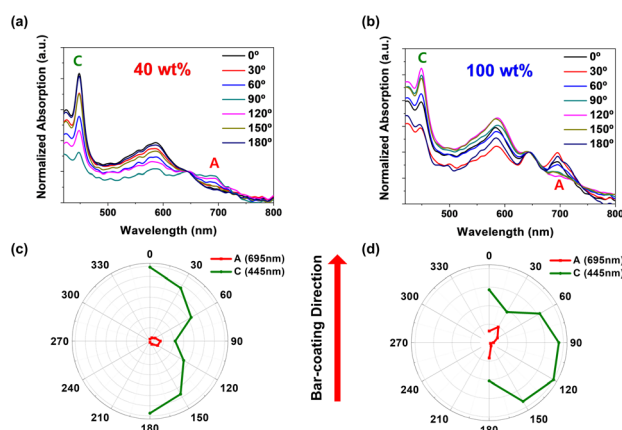 (a)
C
40 wt%
0º
30º
60º
90º
120º
150º
180º
A
Normalized Absorption (a.u.)
500 600 700 800
Wavelength (nm)
(b)
C
100 wt%
0º
30º
60º
90º
120º
150º
180º
A
Normalized Absorption (a.u.)
500 600 700 800
Wavelength (nm)
(c)
A (695nm)
C (445nm)
0
30
60
90
120
150
180
210
240
270
300
330
Bar-coating Direction
(d)
A (695nm)
C (445nm)
0
30
60
90
120
150
180
210
240
270
300
330